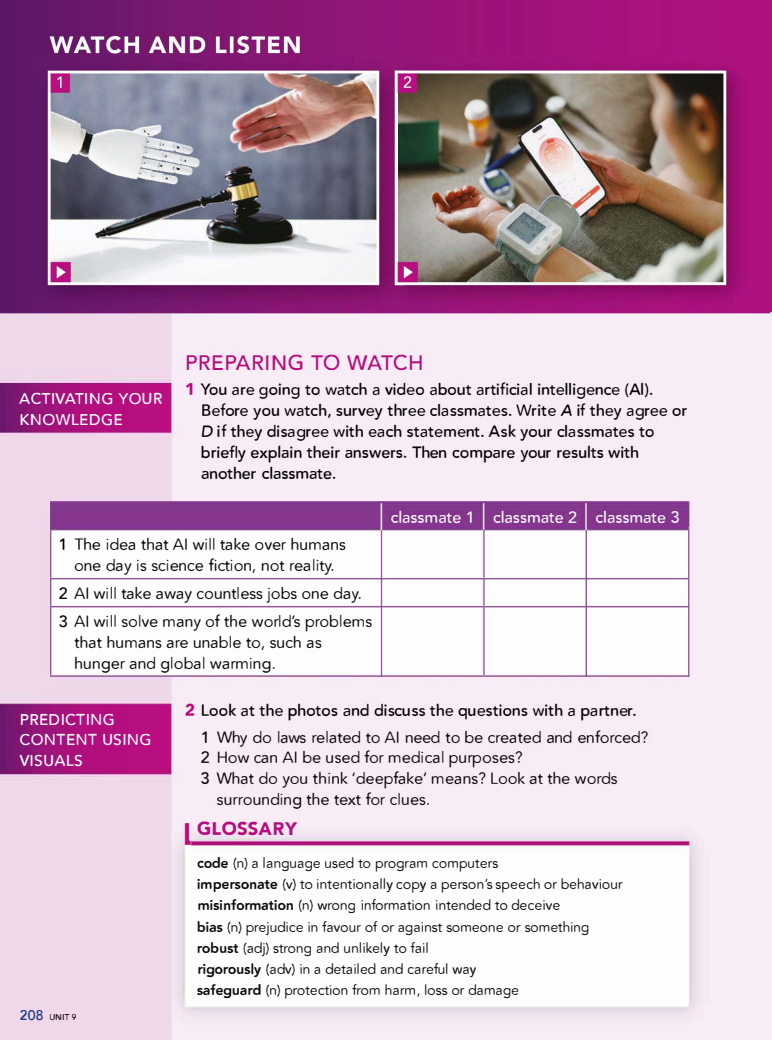 WATCH AND LISTEN
1
2
PREPARING TO WATCH
ACTIVATING YOUR
KNOWLEDGE
1 You are going to watch a video about artificial intelligence (AI).
Before you watch, survey three classmates. Write A if they agree or
D if they disagree with each statement. Ask your classmates to
briefly explain their answers. Then compare your results with
another classmate.
classmate 1 classmate 2 classmate 3
1 The idea that AI will take over humans
one day is science fiction, not reality.
2 AI will take away countless jobs one day.
3 AI will solve many of the world's problems
that humans are unable to, such as
hunger and global warming.
PREDICTING
CONTENT USING
VISUALS
2 Look at the photos and discuss the questions with a partner.
1 Why do laws related to AI need to be created and enforced?
2 How can AI be used for medical purposes?
3 What do you think 'deepfake' means? Look at the words
surrounding the text for clues.
GLOSSARY
code (n) a language used to program computers
impersonate (v) to intentionally copy a person's speech or behaviour
misinformation (n) wrong information intended to deceive
bias (n) prejudice in favour of or against someone or something
robust (adj) strong and unlikely to fail
rigorously (adv) in a detailed and careful way
safeguard (n) protection from harm, loss or damage
208 UNIT 9